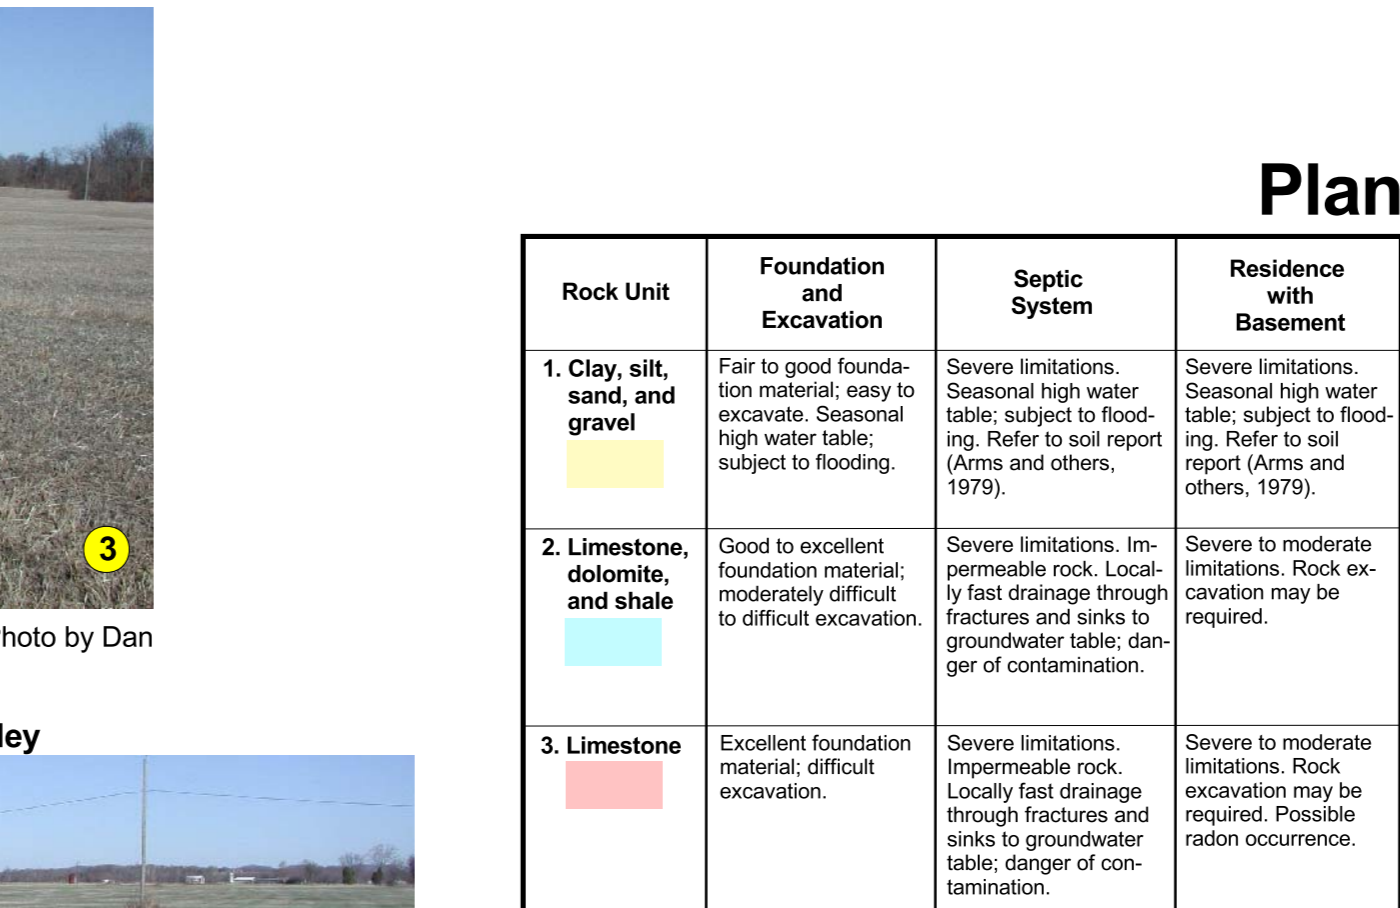 3
hoto by Dan
ley
Plan
Rock Unit
Foundation
and
Excavation
Septic
System
Residence
with
Basement
1. Clay, silt,
sand, and
gravel
Fair to good founda-
tion material; easy to
excavate. Seasonal
high water table;
subject to flooding.
Severe limitations.
Seasonal high water
table; subject to flood-
ing. Refer to soil report
(Arms and others,
1979).
Severe limitations.
Seasonal high water
table; subject to flood-
ing. Refer to soil
report (Arms and
others, 1979).
2. Limestone,
dolomite,
and shale
Good to excellent
foundation material;
moderately difficult
to difficult excavation.
Severe limitations. Im-
permeable rock. Local-
ly fast drainage through
fractures and sinks to
groundwater table; dan-
ger of contamination.
Severe to moderate
limitations. Rock ex-
cavation may be
required.
3. Limestone
Excellent foundation
material; difficult
excavation.
Severe limitations.
Impermeable rock.
Locally fast drainage
through fractures and
sinks to groundwater
table; danger of con-
tamination.
Severe to moderate
limitations. Rock
excavation may be
required. Possible
radon occurrence.